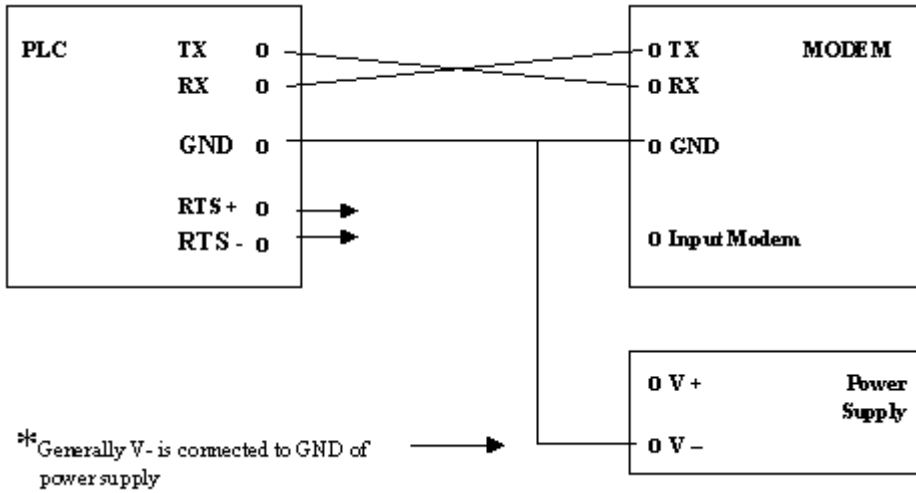 PLC TX 0 0 TX MODEM
RX 0 0 RX
GND 0 0 GND
RTS + 0
RTS - 0 0 Input Modem
0 V + Power
Supply
0 V –
*Generally V- is connected to GND of
power supply